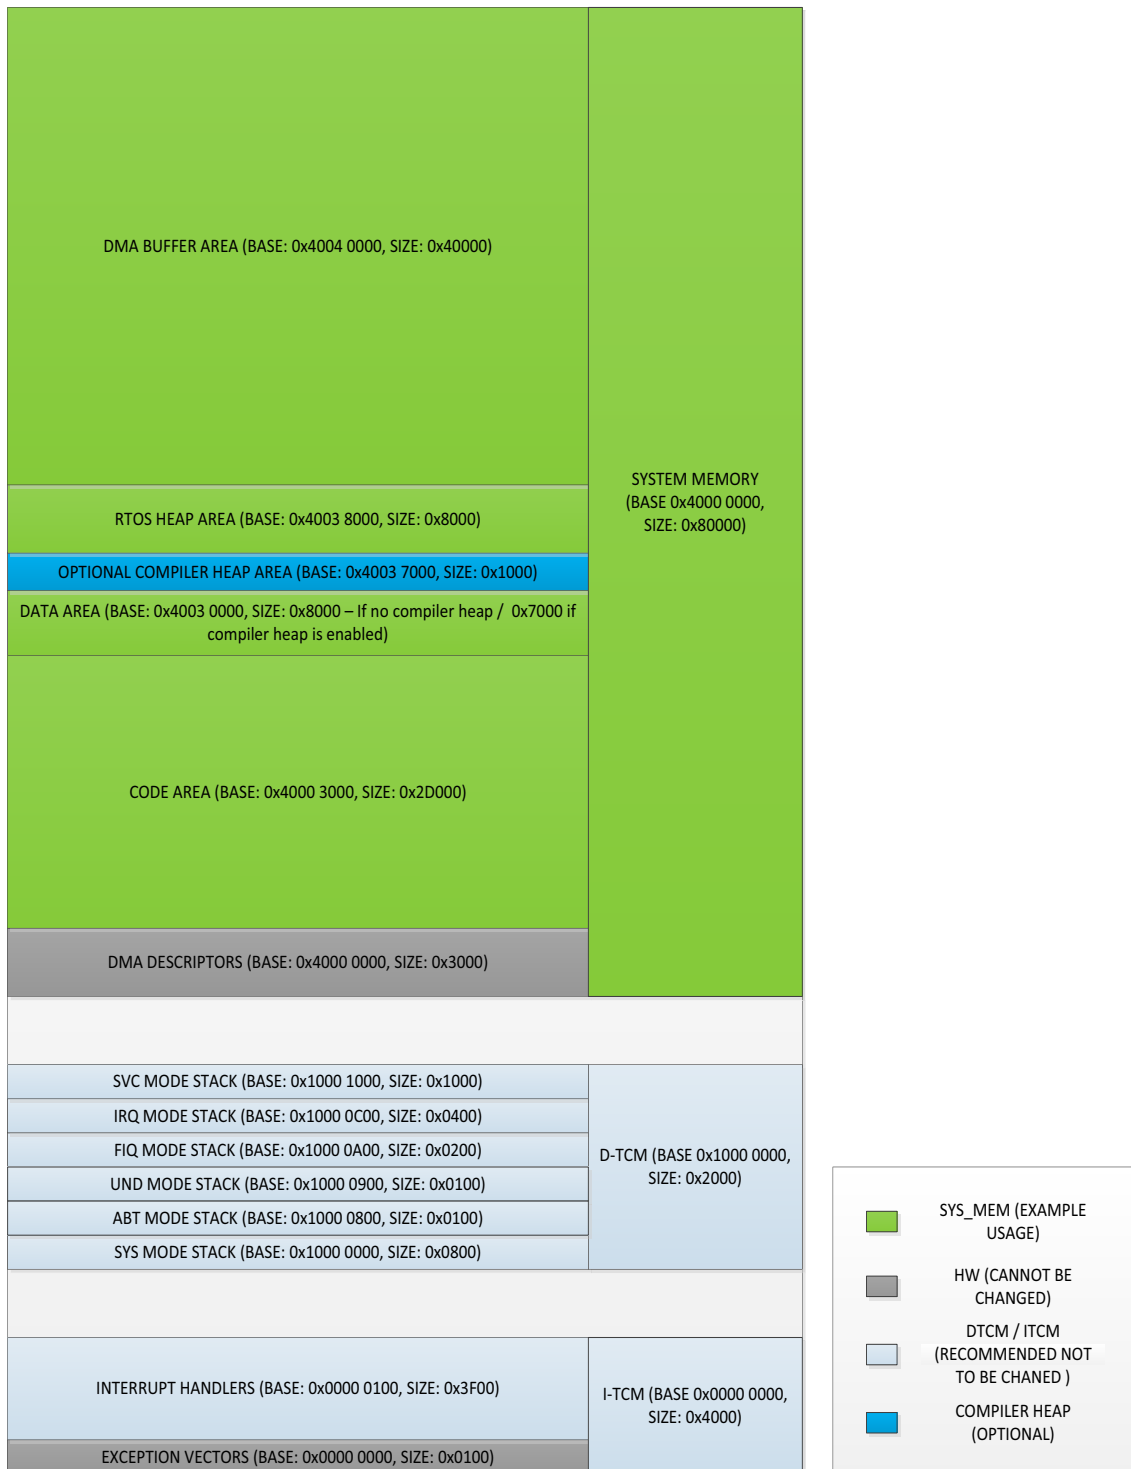 DMA BUFFER AREA (BASE: 0x4004 0000, SIZE: 0x40000)
RTOS HEAP AREA (BASE: 0x4003 8000, SIZE: 0x8000)
OPTIONAL COMPILER HEAP AREA (BASE: 0x4003 7000, SIZE: 0x1000)
DATA AREA (BASE: 0x4003 0000, SIZE: 0x8000 – If no compiler heap / 0x7000 if
compiler heap is enabled)
CODE AREA (BASE: 0x4000 3000, SIZE: 0x2D000)
DMA DESCRIPTORS (BASE: 0x4000 0000, SIZE: 0x3000)
SYSTEM MEMORY
(BASE 0x4000 0000,
SIZE: 0x80000)
SVC MODE STACK (BASE: 0x1000 1000, SIZE: 0x1000)
IRQ MODE STACK (BASE: 0x1000 0C00, SIZE: 0x0400)
FIQ MODE STACK (BASE: 0x1000 0A00, SIZE: 0x0200)
UND MODE STACK (BASE: 0x1000 0900, SIZE: 0x0100)
ABT MODE STACK (BASE: 0x1000 0800, SIZE: 0x0100)
SYS MODE STACK (BASE: 0x1000 0000, SIZE: 0x0800)
D-TCM (BASE 0x1000 0000,
SIZE: 0x2000)
INTERRUPT HANDLERS (BASE: 0x0000 0100, SIZE: 0x3F00)
EXCEPTION VECTORS (BASE: 0x0000 0000, SIZE: 0x0100)
I-TCM (BASE 0x0000 0000,
SIZE: 0x4000)
SYS_MEM (EXAMPLE
USAGE)
HW (CANNOT BE
CHANGED)
DTCM / ITCM
(RECOMMENDED NOT
TO BE CHANED )
COMPILER HEAP
(OPTIONAL)